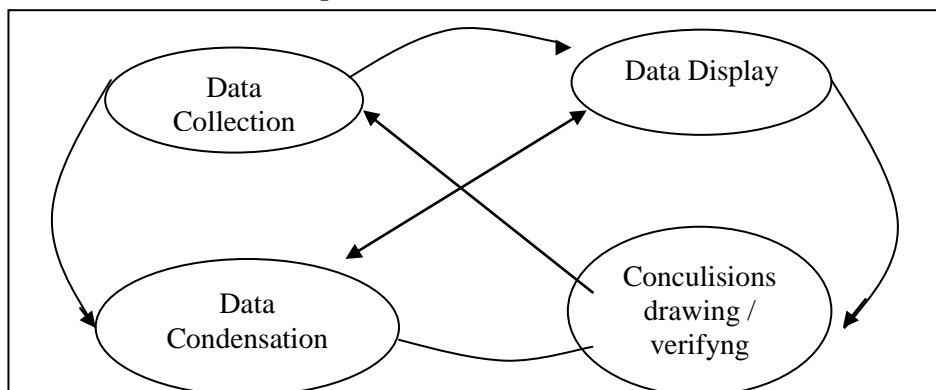 Data
Collection
Data Display
Data
Condensation
Conculisions
drawing /
verifyng